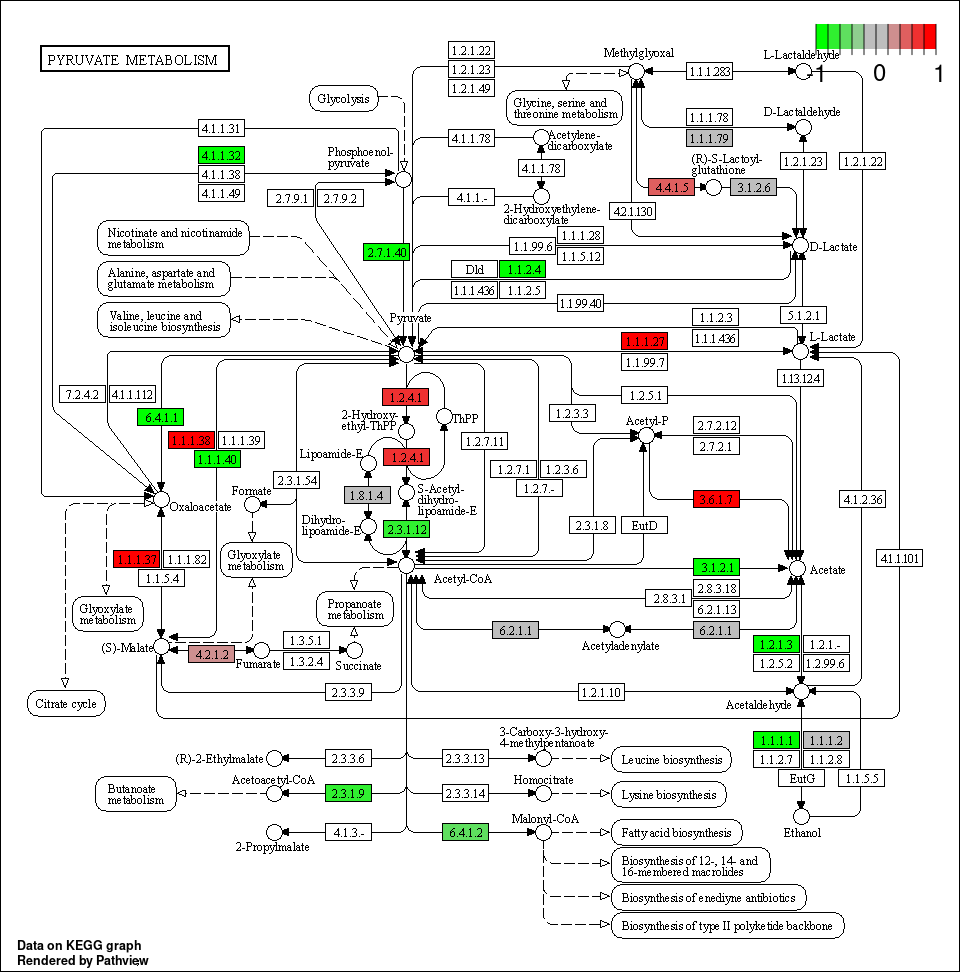 PYRUVATE METABOLISM
-1 0 1
1.2.1.22
1.2.1.23
1.2.1.49
Methylglyoxal
1.1.1.283
L-Lactaldehyde
Glycolysis
Glycine, serine and
threonine metabolism
1.1.1.78
1.1.1.79
D-Lactaldehyde
4.1.1.31
4.1.1.32
4.1.1.38
4.1.1.49
Phosphoenol-
pyruvate
4.1.1.78
Acetylene-
dicarboxylate
4.1.1.78
(R)-S-Lactoyl-
glutathione
1.2.1.23
1.2.1.22
2.7.9.1
2.7.9.2
4.1.1.-
2-Hydroxyethylene-
dicarboxylate
4.4.1.5
3.1.2.6
4.2.1.130
Nicotinate and nicotinamide
metabolism
2.7.1.40
1.1.99.6
1.1.1.28
1.1.5.12
D-Lactate
Alanine, aspartate and
glutamate metabolism
Dld
1.1.2.4
1.1.1.436
1.1.2.5
1.1.99.40
Valine, leucine and
isoleucine biosynthesis
Pyruvate
1.1.2.3
1.1.1.436
5.1.2.1
1.1.1.27
1.1.99.7
L-Lactate
1.13.12.4
7.2.4.2
4.1.1.112
6.4.1.1
1.2.4.1
1.2.5.1
1.2.3.3
2-Hydroxy-
ethyl-ThPP
ThPP
Acetyl-P
2.7.2.12
2.7.2.1
1.1.1.38
1.1.1.39
1.1.1.40
1.2.7.11
Lipoamide-E
1.2.4.1
1.2.7.1
1.2.3.6
1.2.7.-
2.3.1.54
Formate
1.8.1.4
S-Acetyl-
dihydro-
lipoamide-E
3.6.1.7
4.1.2.36
Oxaloacetate
Dihydro-
lipoamide-E
2.3.1.12
2.3.1.8
EutD
1.1.1.37
1.1.1.82
1.1.5.4
Glyoxylate
metabolism
4.1.1.101
Acetyl-CoA
3.1.2.1
Acetate
Glyoxylate
metabolism
Propanoate
metabolism
2.8.3.1
2.8.3.18
6.2.1.13
6.2.1.1
6.2.1.1
Acetyladenylate
(S)-Malate
4.2.1.2
Fumarate
1.3.5.1
1.3.2.4
Succinate
1.2.1.3
1.2.1.-
1.2.5.2
1.2.99.6
Citrate cycle
2.3.3.9
1.2.1.10
Acetaldehyde
(R)-2-Ethylmalate
2.3.3.6
2.3.3.13
3-Carboxy-3-hydroxy-
4-methylpentanoate
Leucine biosynthesis
1.1.1.1
1.1.1.2
1.1.2.7
1.1.2.8
EutG
1.1.5.5
Butanoate
metabolism
Acetoacetyl-CoA
2.3.1.9
2.3.3.14
Homocitrate
Lysine biosynthesis
Ethanol
2-Propylmalate
4.1.3.-
6.4.1.2
Malonyl-CoA
Fatty acid biosynthesis
Biosynthesis of 12-, 14- and
16-membered macrolides
Biosynthesis of enediyne antibiotics
Biosynthesis of type II polyketide backbone
Data on KEGG graph
Rendered by Pathview